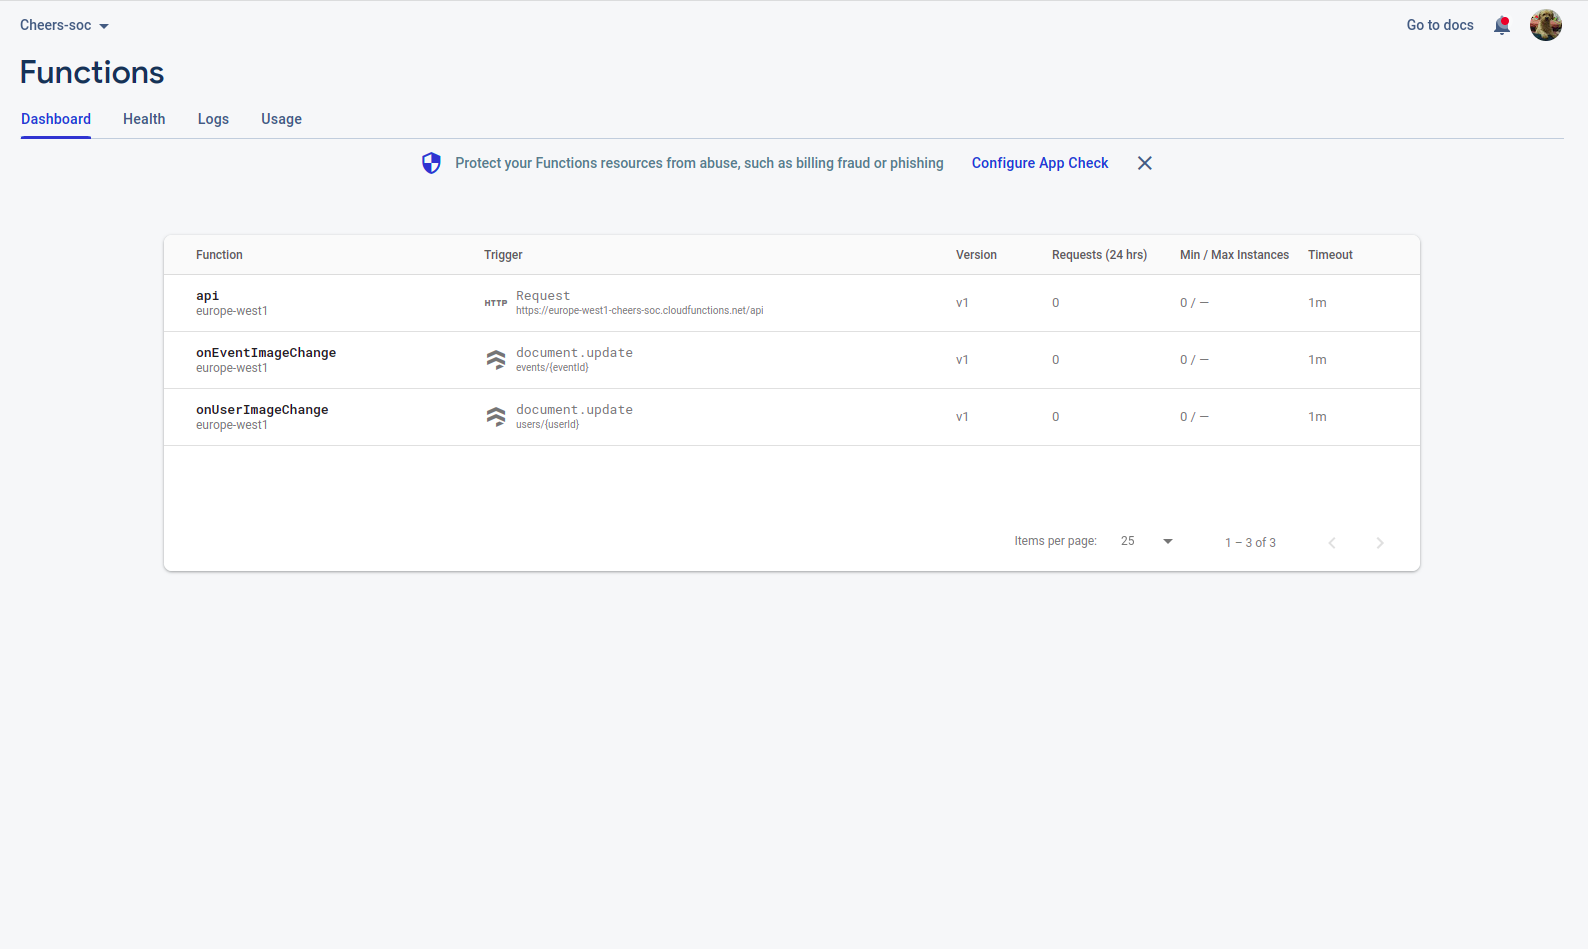 Cheers-soc
Go to docs
Functions
Dashboard Health Logs Usage
Protect your Functions resources from abuse, such as billing fraud or phishing Configure App Check
Function Trigger Version Requests (24 hrs) Min / Max Instances Timeout
api HTTP Request v1 0 0 / — 1m
europe-west1 https://europe-west1-cheers-soc.cloudfunctions.net/api
onEventImageChange document.update v1 0 0 / — 1m
europe-west1 events/{eventId}
onUserImageChange document.update v1 0 0 / — 1m
europe-west1 users/{userId}
Items per page: 25 1 – 3 of 3